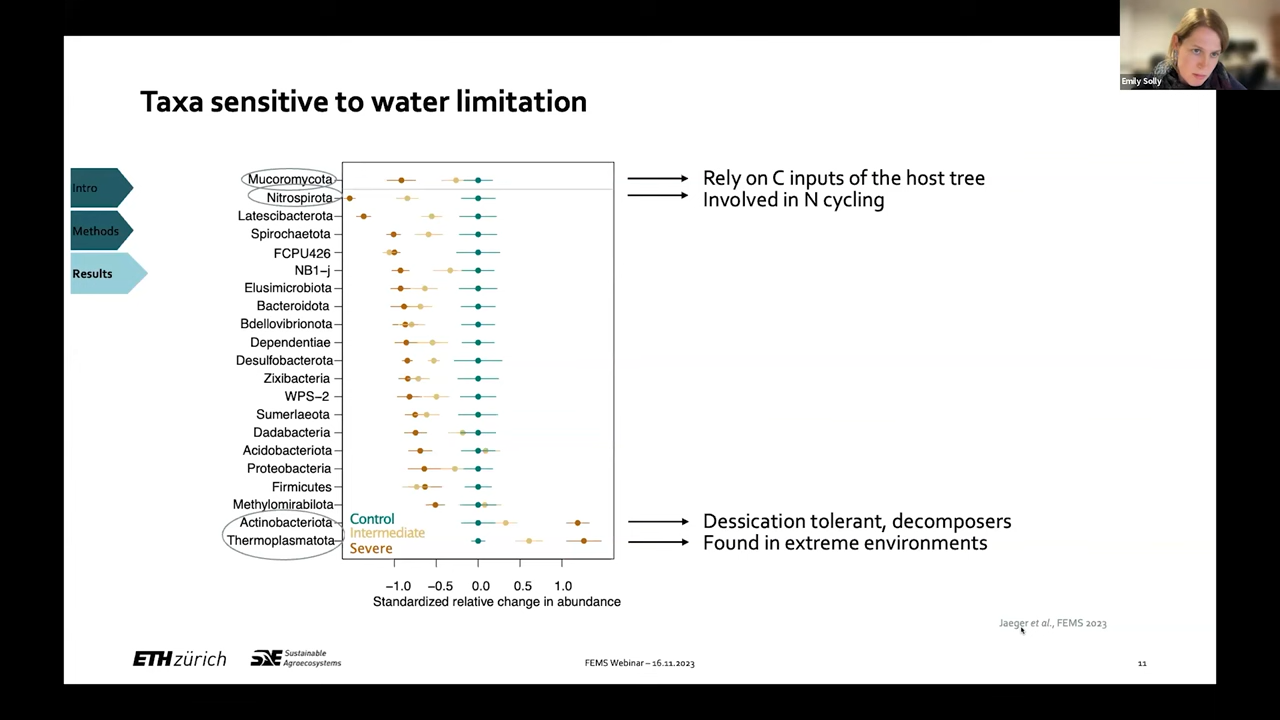 Emily Solly
Taxa sensitive to water limitation
Intro
Methods
Results
Mucoromycota
Nitrospirota
Latescibacterota
Spirochaetota
FCPU426
NB1–j
Elusimicrobiota
Bacteroidota
Bdellovibrionota
Dependentiae
Desulfobacterota
Zixibacteria
WPS–2
Sumerlaeota
Dadabacteria
Acidobacteriota
Proteobacteria
Firmicutes
Methylomirabilota
Actinobacteriota
Thermoplasmatota
Control
Intermediate
Severe
−1.0 −0.5 0.0 0.5 1.0
Standardized relative change in abundance
Rely on C inputs of the host tree
Involved in N cycling
Dessication tolerant, decomposers
Found in extreme environments
Jaeger et al., FEMS 2023
ETH zürich
SAE Sustainable
Agroecosystems
FEMS Webinar – 16.11.2023
11